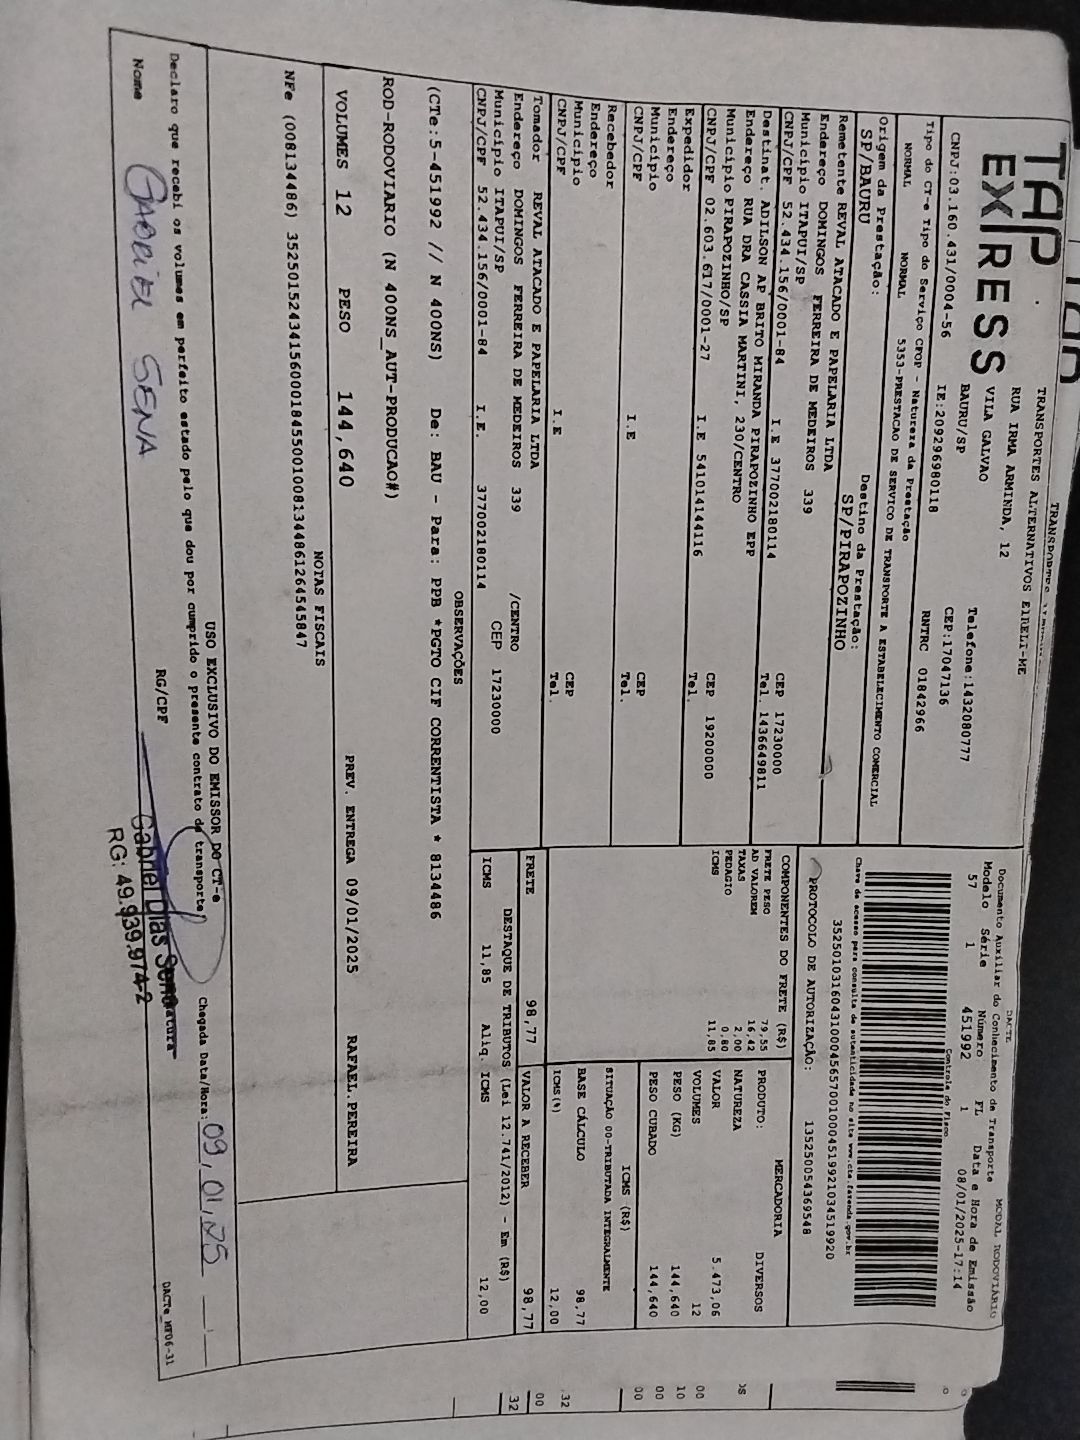 TAP
EXPRESS
TRANSPORTES ALTERNATIVOS EIRELI-ME
RUA IRMA ARMINDA, 12
VILA GALVAO
BAURU/SP
Telefone:1432080777
CEP:17047136
CNPJ:03.160.431/0004-56
IE:209296980118
RNTRC 01842966
DACTE
MODAL RODOVIÁRIO
Documento Auxiliar do Conhecimento de Transporte
Modelo Série Número FL Data e Hora de Emissão
57 1 451992 1 08/01/2025-17:14
Controle do Fisco
Chave de acesso para consulta de autenticidade no site www.cte.fazenda.gov.br
35250103160431000456570010004519921034519920
PROTOCOLO DE AUTORIZAÇÃO: 135250054369548
Tipo do CT-e Tipo do Serviço CFOP - Natureza da Prestação
NORMAL NORMAL 5353-PRESTACAO DE SERVICO DE TRANSPORTE A ESTABELECIMENTO COMERCIAL
Origem da Prestação: Destino da Prestação:
SP/BAURU SP/PIRAPOZINHO
Remetente REVAL ATACADO E PAPELARIA LTDA
Endereço DOMINGOS FERREIRA DE MEDEIROS 339
Município ITAPUI/SP CEP 17230000
CNPJ/CPF 52.434.156/0001-84 I.E 377002180114 Tel. 1436649811
Destinat. ADILSON AP BRITO MIRANDA PIRAPOZINHO EPP
Endereço RUA DRA CASSIA MARTINI, 230/CENTRO
Município PIRAPOZINHO/SP CEP 19200000
CNPJ/CPF 02.603.617/0001-27 I.E 541014144116 Tel.
Expedidor
Endereço
Município CEP
CNPJ/CPF I.E Tel.
Recebedor
Endereço
Município CEP
CNPJ/CPF I.E Tel.
Tomador REVAL ATACADO E PAPELARIA LTDA
Endereço DOMINGOS FERREIRA DE MEDEIROS 339 /CENTRO
Município ITAPUI/SP CEP 17230000
CNPJ/CPF 52.434.156/0001-84 I.E. 377002180114
COMPONENTES DO FRETE (R$)
FRETE PESO 79,55
AD VALOREM 16,42
TAXAS 2,00
PEDAGIO 0,80
ICMS 11,85
MERCADORIA
PRODUTO: DIVERSOS
NATUREZA
VALOR 5.473,06
VOLUMES 12
PESO (KG) 144,640
PESO CUBADO 144,640
ICMS (R$)
SITUAÇÃO 00-TRIBUTADA INTEGRALMENTE
BASE CÁLCULO 98,77
ICMS(%) 12,00
FRETE 98,77 VALOR A RECEBER 98,77
DESTAQUE DE TRIBUTOS (Lei 12.741/2012) - Em (R$)
ICMS 11,85 Aliq. ICMS 12,00
OBSERVAÇÕES
(CTe:5-451992 // N 400NS) De: BAU - Para: PPB *PGTO CIF CORRENTISTA * 8134486
ROD-RODOVIARIO (N 400NS_AUT-PRODUCAO#)
VOLUMES 12 PESO 144,640 PREV. ENTREGA 09/01/2025 RAFAEL.PEREIRA
NOTAS FISCAIS
NFe (008134486) 35250152434156000184550010081344861264545847
USO EXCLUSIVO DO EMISSOR DO CT-e
Declaro que recebi os volumes em perfeito estado pelo que dou por cumprido o presente contrato de transporte
Chegada Data/Hora: 09,01,25
Nome GABRIEL SENA RG/CPF
Gabriel Dias Sena
RG: 49.939.974-2
DACTe_MF06-31